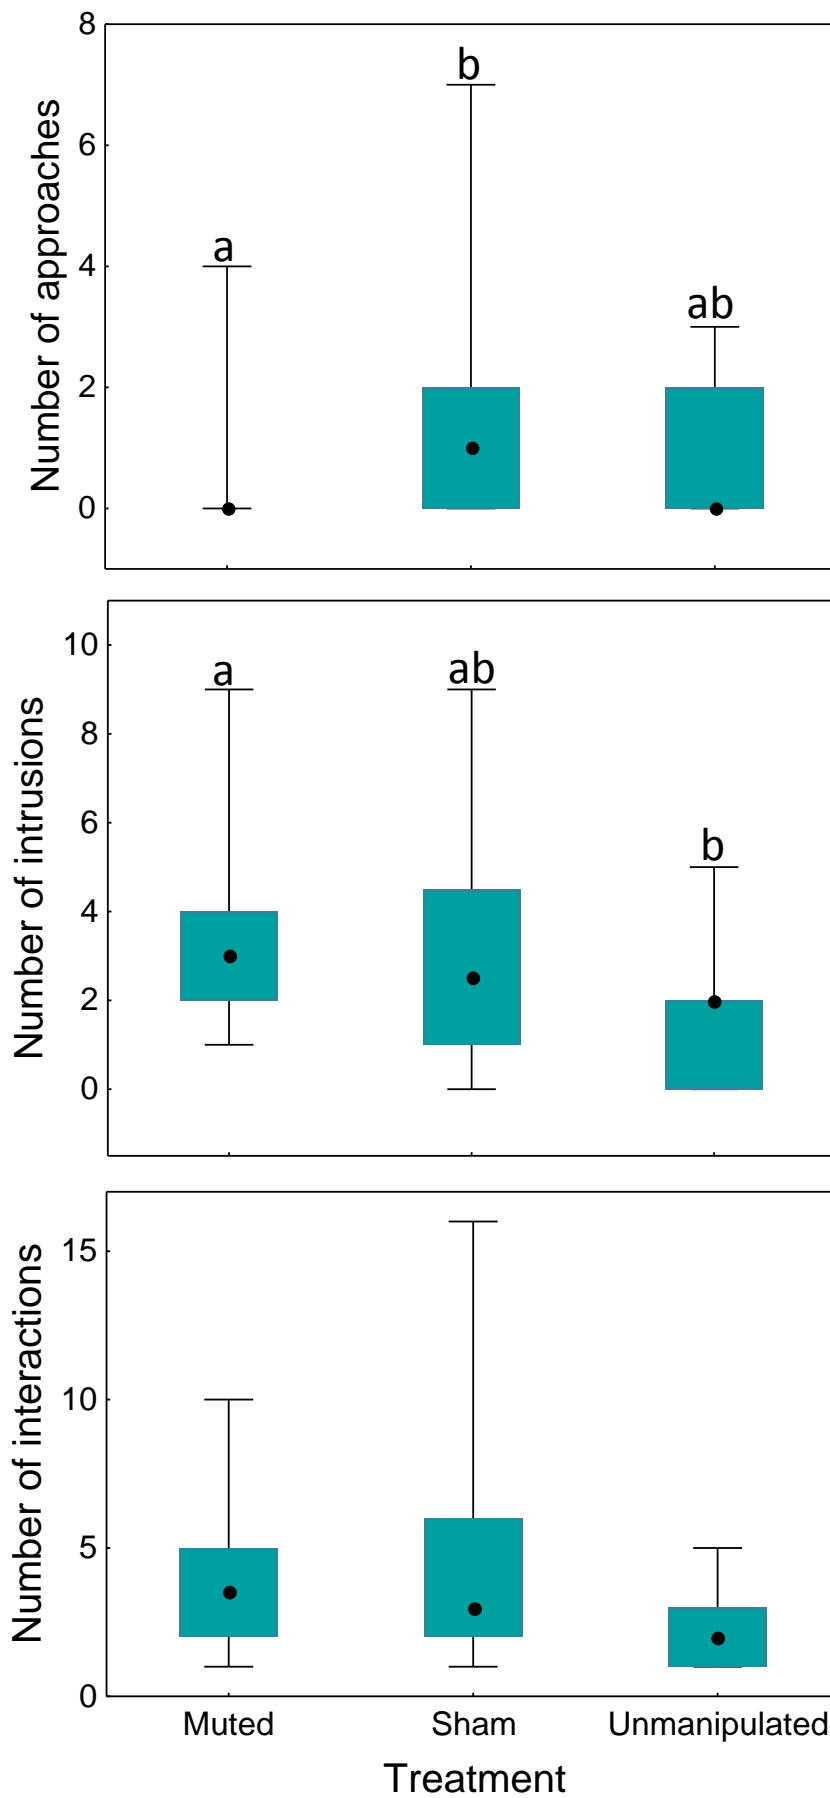 Number of approaches
8
6
4
2
0
a
b
ab
Number of intrusions
10
8
6
4
2
0
a
ab
b
Number of interactions
15
10
5
0
Muted
Sham
Unmanipulated
Treatment